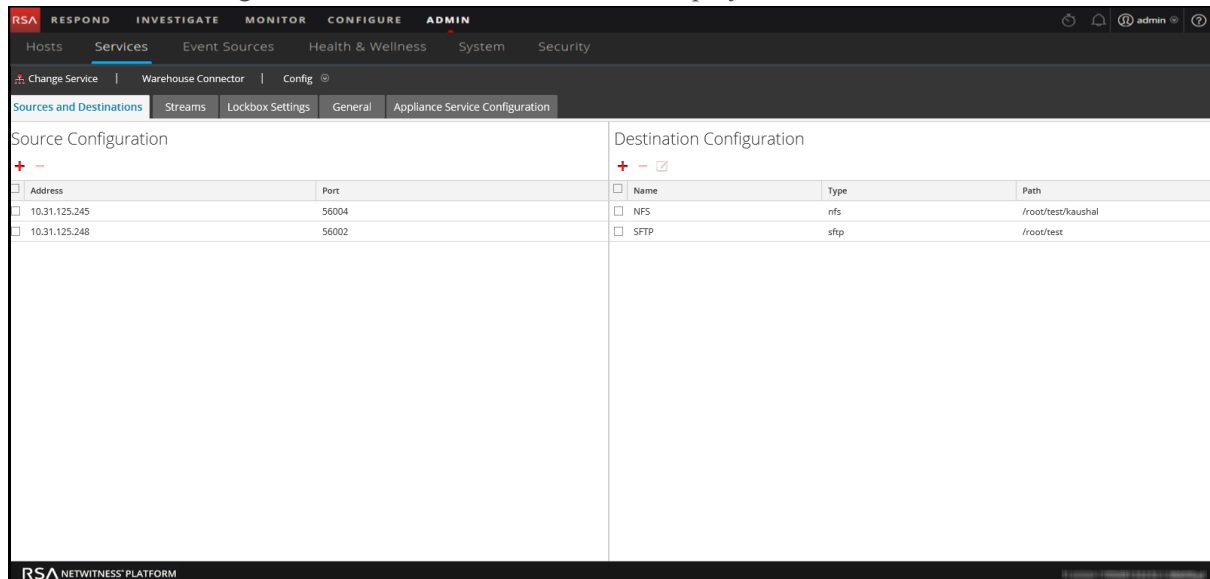 RSA RESPOND INVESTIGATE MONITOR CONFIGURE ADMIN admin ?
Hosts Services Event Sources Health & Wellness System Security
Change Service | Warehouse Connector | Config
Sources and Destinations Streams Lockbox Settings General Appliance Service Configuration
Source Configuration
Destination Configuration
Address Port
10.31.125.245 56004
10.31.125.248 56002
Name Type Path
NFS nfs /root/test/kaushal
SFTP sftp /root/test
RSA NETWITNESS® PLATFORM